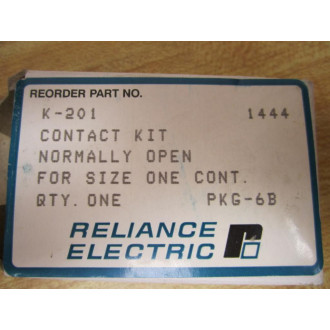 REORDER PART NO.
K-201 1444
CONTACT KIT
NORMALLY OPEN
FOR SIZE ONE CONT.
QTY. ONE PKG-6B
RELIANCE
ELECTRIC